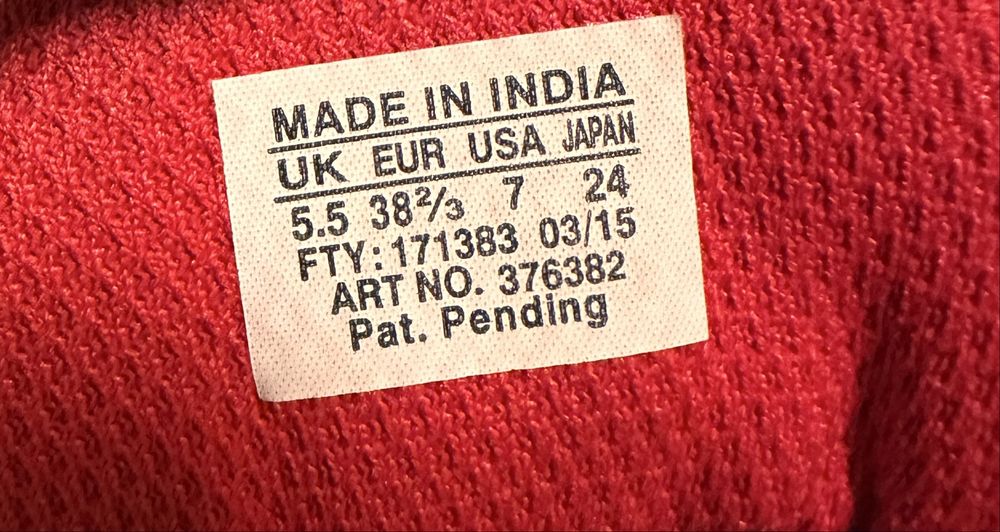 MADE IN INDIA
UK EUR USA JAPAN
5.5 38⅔ 7 24
FTY: 171383 03/15
ART NO. 376382
Pat. Pending